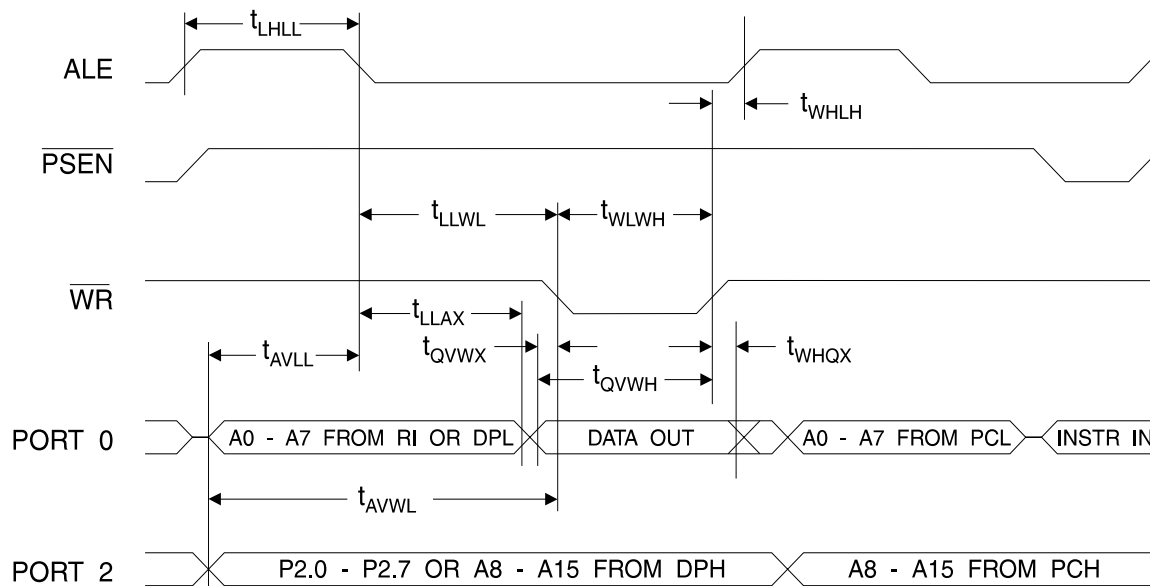 tLHLL
ALE
tWHLH
PSEN
tLLWL
tWLWH
WR
tLLAX
tAVLL
tQVWX
tWHQX
tQVWH
PORT 0
A0 - A7 FROM RI OR DPL
DATA OUT
A0 - A7 FROM PCL
INSTR IN
tAVWL
PORT 2
P2.0 - P2.7 OR A8 - A15 FROM DPH
A8 - A15 FROM PCH